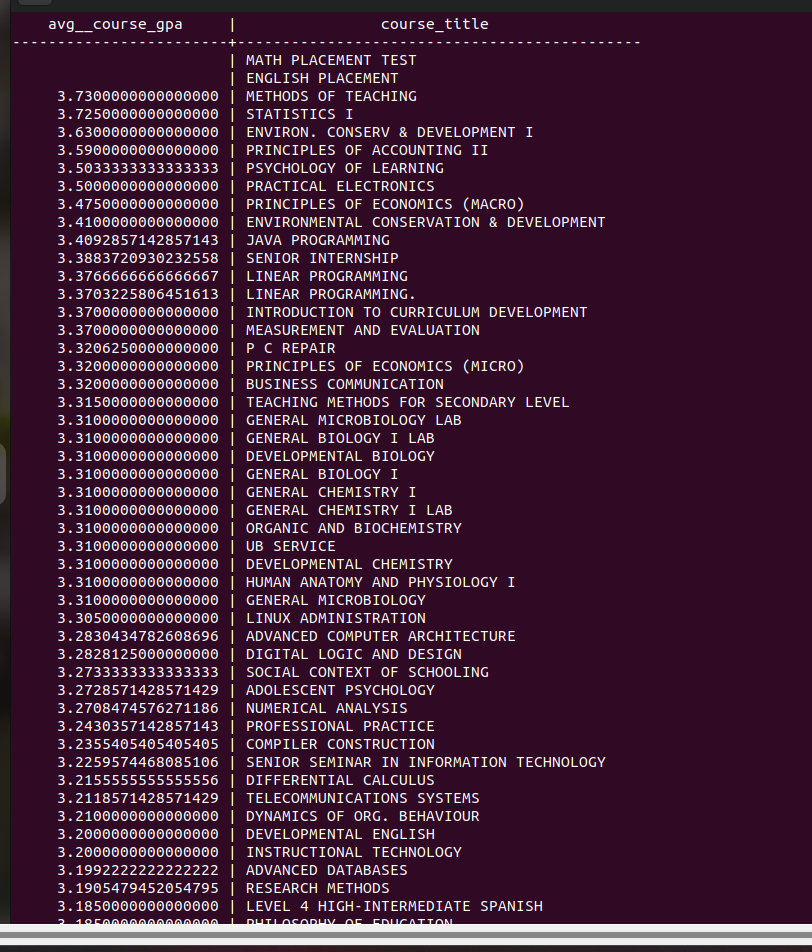 avg__course_gpa | course_title
------------------------+---------------------------------------------
| MATH PLACEMENT TEST
| ENGLISH PLACEMENT
3.7300000000000000 | METHODS OF TEACHING
3.7250000000000000 | STATISTICS I
3.6300000000000000 | ENVIRON. CONSERV & DEVELOPMENT I
3.5900000000000000 | PRINCIPLES OF ACCOUNTING II
3.5033333333333333 | PSYCHOLOGY OF LEARNING
3.5000000000000000 | PRACTICAL ELECTRONICS
3.4750000000000000 | PRINCIPLES OF ECONOMICS (MACRO)
3.4100000000000000 | ENVIRONMENTAL CONSERVATION & DEVELOPMENT
3.4092857142857143 | JAVA PROGRAMMING
3.3883720930232558 | SENIOR INTERNSHIP
3.3766666666666667 | LINEAR PROGRAMMING
3.3703225806451613 | LINEAR PROGRAMMING.
3.3700000000000000 | INTRODUCTION TO CURRICULUM DEVELOPMENT
3.3700000000000000 | MEASUREMENT AND EVALUATION
3.3206250000000000 | P C REPAIR
3.3200000000000000 | PRINCIPLES OF ECONOMICS (MICRO)
3.3200000000000000 | BUSINESS COMMUNICATION
3.3150000000000000 | TEACHING METHODS FOR SECONDARY LEVEL
3.3100000000000000 | GENERAL MICROBIOLOGY LAB
3.3100000000000000 | GENERAL BIOLOGY I LAB
3.3100000000000000 | DEVELOPMENTAL BIOLOGY
3.3100000000000000 | GENERAL BIOLOGY I
3.3100000000000000 | GENERAL CHEMISTRY I
3.3100000000000000 | GENERAL CHEMISTRY I LAB
3.3100000000000000 | ORGANIC AND BIOCHEMISTRY
3.3100000000000000 | UB SERVICE
3.3100000000000000 | DEVELOPMENTAL CHEMISTRY
3.3100000000000000 | HUMAN ANATOMY AND PHYSIOLOGY I
3.3100000000000000 | GENERAL MICROBIOLOGY
3.3050000000000000 | LINUX ADMINISTRATION
3.2830434782608696 | ADVANCED COMPUTER ARCHITECTURE
3.2828125000000000 | DIGITAL LOGIC AND DESIGN
3.2733333333333333 | SOCIAL CONTEXT OF SCHOOLING
3.2728571428571429 | ADOLESCENT PSYCHOLOGY
3.2708474576271186 | NUMERICAL ANALYSIS
3.2430357142857143 | PROFESSIONAL PRACTICE
3.2355405405405405 | COMPILER CONSTRUCTION
3.2259574468085106 | SENIOR SEMINAR IN INFORMATION TECHNOLOGY
3.2155555555555556 | DIFFERENTIAL CALCULUS
3.2118571428571429 | TELECOMMUNICATIONS SYSTEMS
3.2100000000000000 | DYNAMICS OF ORG. BEHAVIOUR
3.2000000000000000 | DEVELOPMENTAL ENGLISH
3.2000000000000000 | INSTRUCTIONAL TECHNOLOGY
3.1992222222222222 | ADVANCED DATABASES
3.1905479452054795 | RESEARCH METHODS
3.1850000000000000 | LEVEL 4 HIGH-INTERMEDIATE SPANISH
3.1850000000000000 | PHILOSOPHY OF EDUCATION